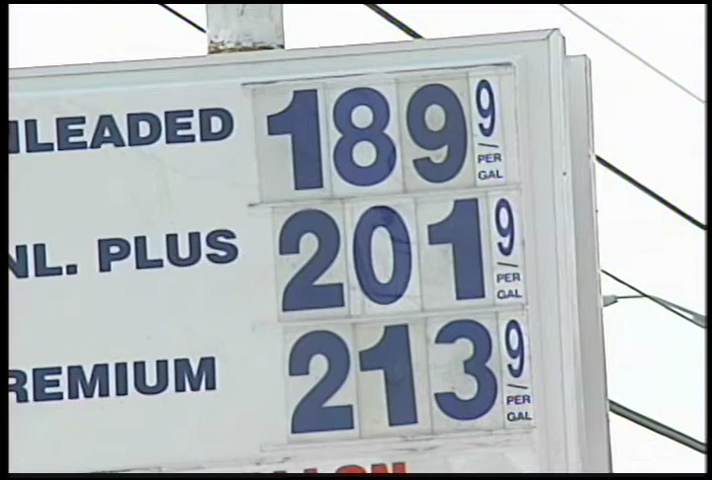 NLEADED 189 9/PER GAL
NL. PLUS 201 9/PER GAL
REMIUM 213 9/PER GAL